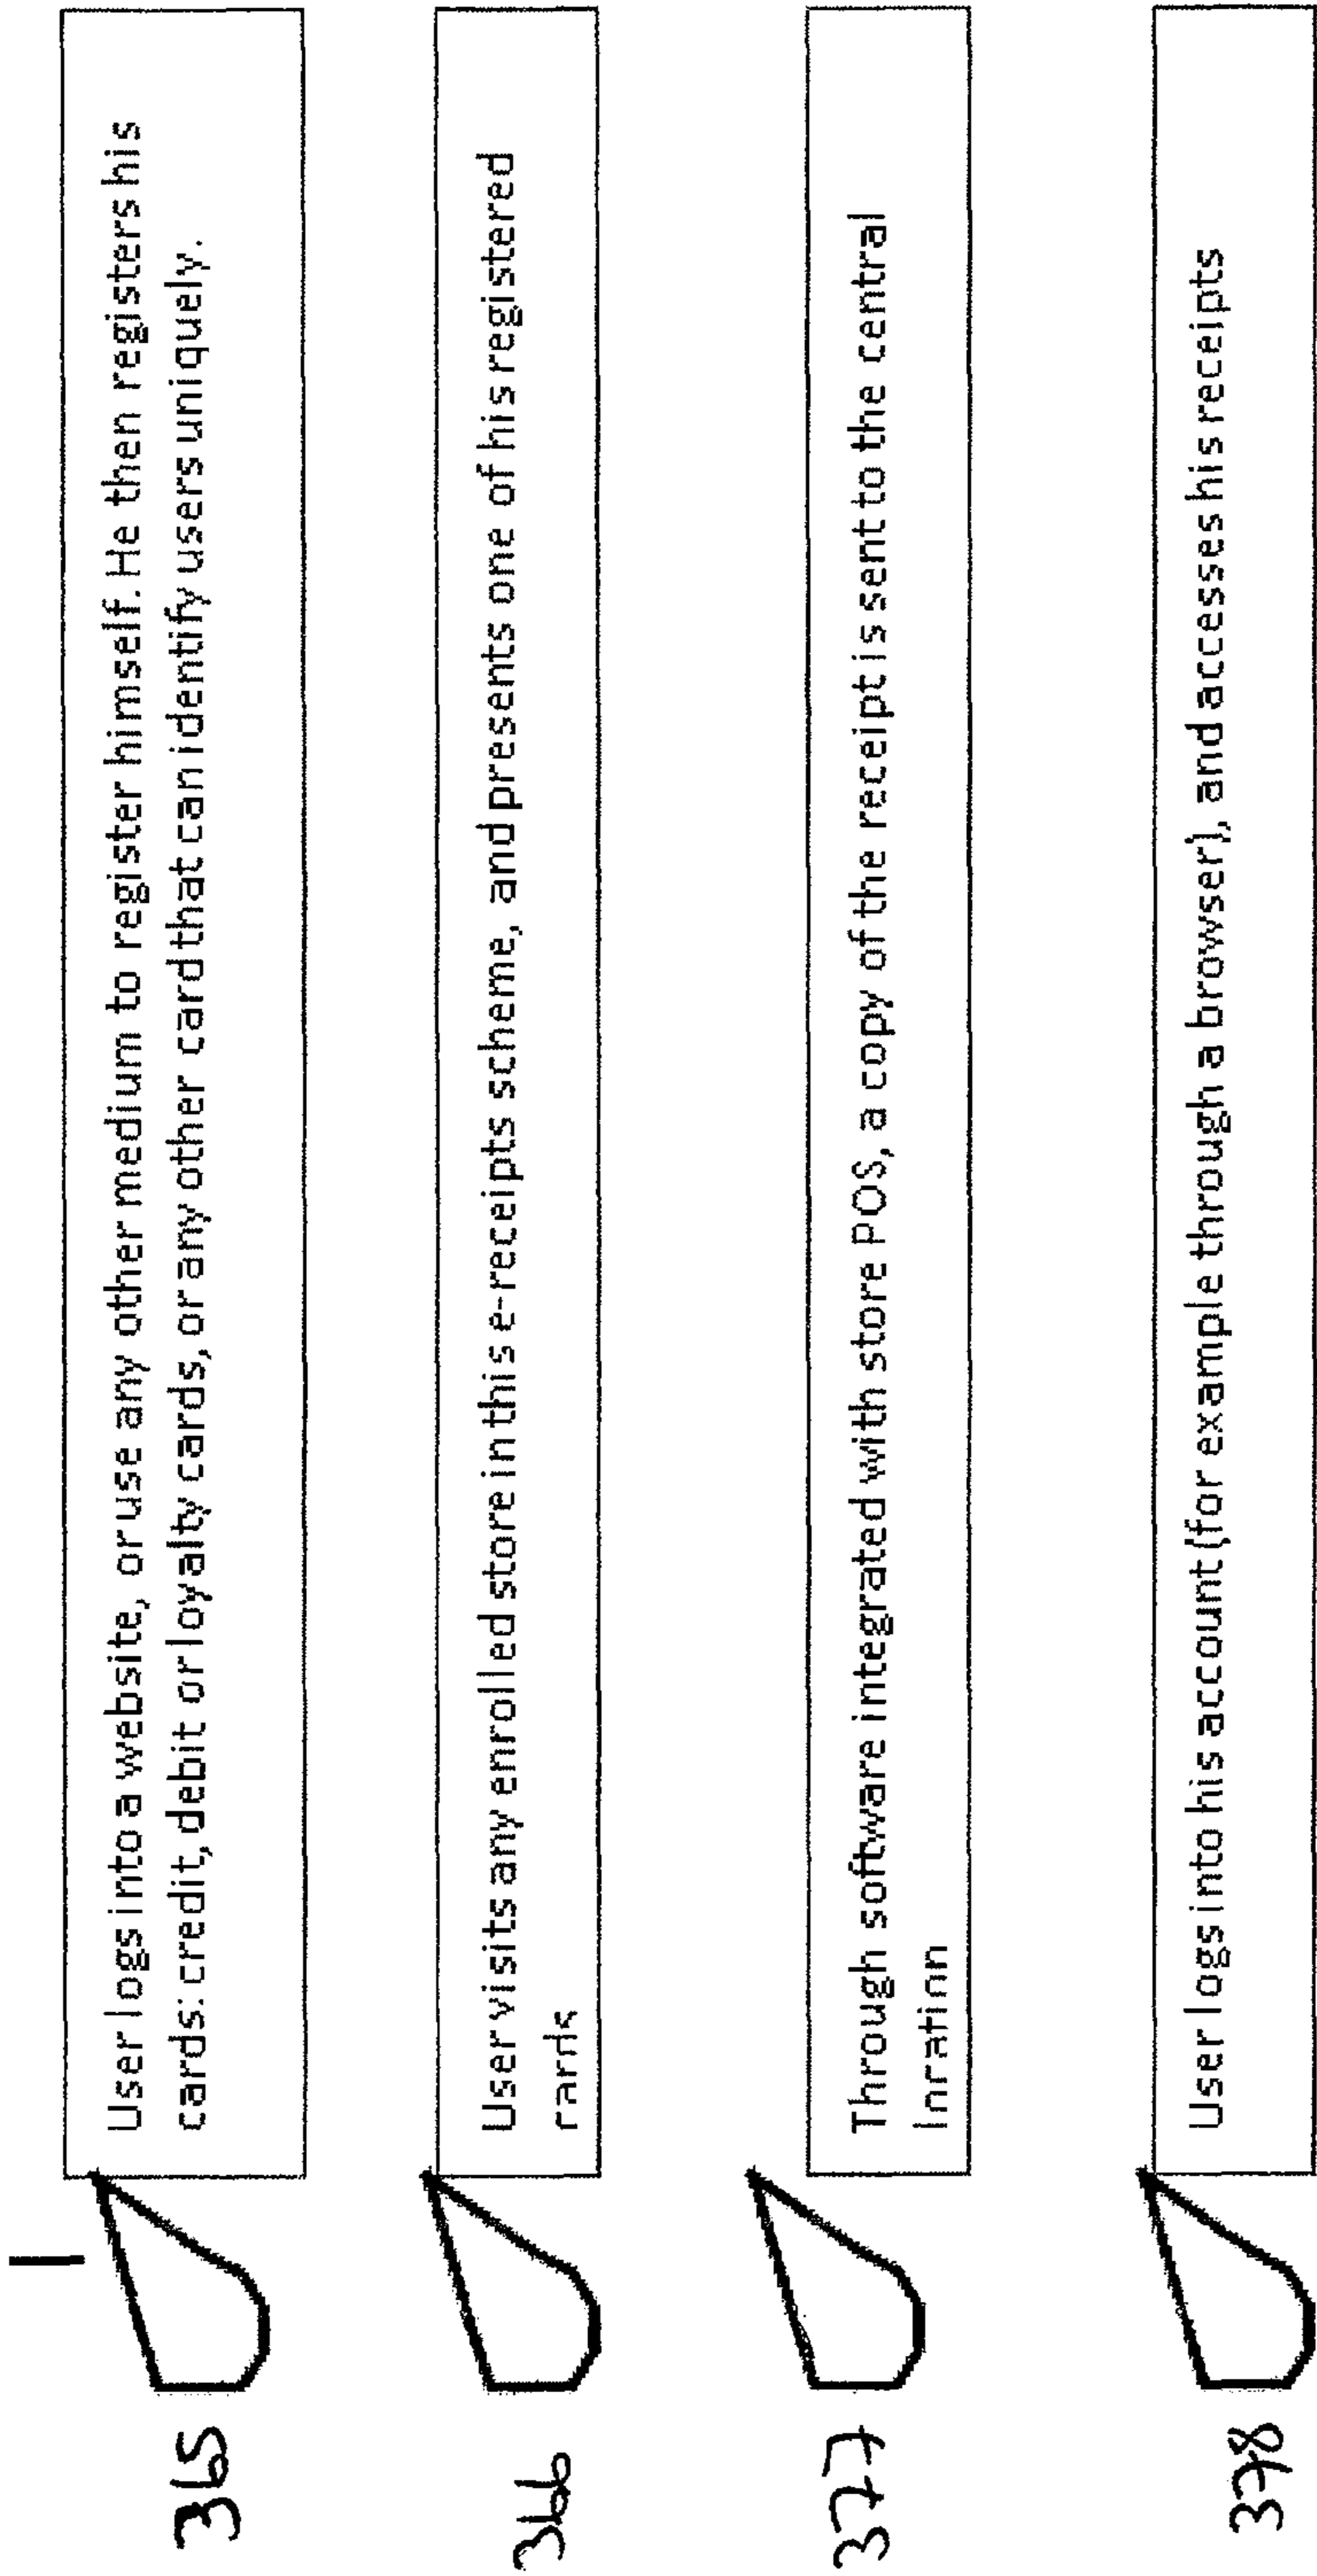 365
User logs into a website, or use any other medium to register himself. He then registers his
cards: credit, debit or loyalty cards, or any other card that can identify users uniquely.
366
User visits any enrolled store in this e-receipts scheme, and presents one of his registered
cards
377
Through software integrated with store POS, a copy of the receipt is sent to the central
location
378
User logs into his account (for example through a browser), and accesses his receipts